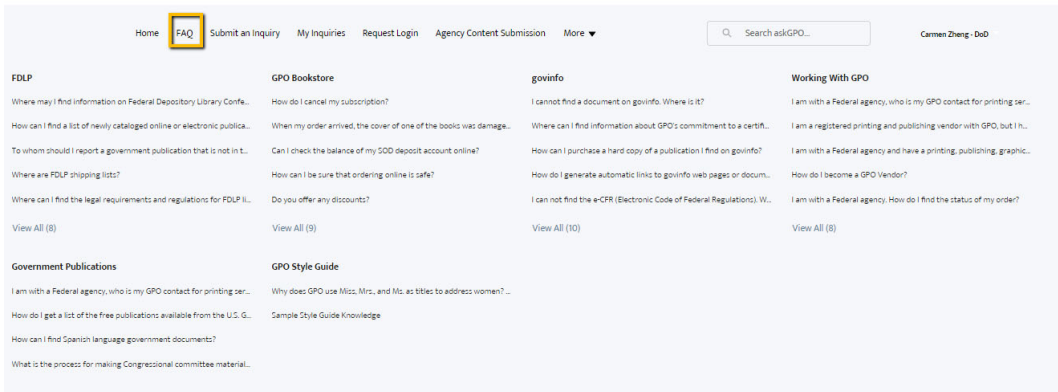 Home FAQ Submit an Inquiry My Inquiries Request Login Agency Content Submission More ▼ Search askGPO... Carmen Zheng - DoD
FDLP
Where may I find information on Federal Depository Library Confe...
How can I find a list of newly cataloged online or electronic publica...
To whom should I report a government publication that is not in t...
Where are FDLP shipping lists?
Where can I find the legal requirements and regulations for FDLP li...
View All (8)
GPO Bookstore
How do I cancel my subscription?
When my order arrived, the cover of one of the books was damage...
Can I check the balance of my SOD deposit account online?
How can I be sure that ordering online is safe?
Do you offer any discounts?
View All (9)
govinfo
I cannot find a document on govinfo. Where is it?
Where can I find information about GPO's commitment to a certifi...
How can I purchase a hard copy of a publication I find on govinfo?
How do I generate automatic links to govinfo web pages or docum...
I can not find the e-CFR (Electronic Code of Federal Regulations). W...
View All (10)
Working With GPO
I am with a Federal agency, who is my GPO contact for printing ser...
I am a registered printing and publishing vendor with GPO, but I h...
I am with a Federal agency and have a printing, publishing, graphic...
How do I become a GPO Vendor?
I am with a Federal agency. How do I find the status of my order?
View All (8)
Government Publications
I am with a Federal agency, who is my GPO contact for printing ser...
How do I get a list of the free publications available from the U.S. G...
How can I find Spanish language government documents?
What is the process for making Congressional committee material...
GPO Style Guide
Why does GPO use Miss, Mrs., and Ms. as titles to address women? ...
Sample Style Guide Knowledge